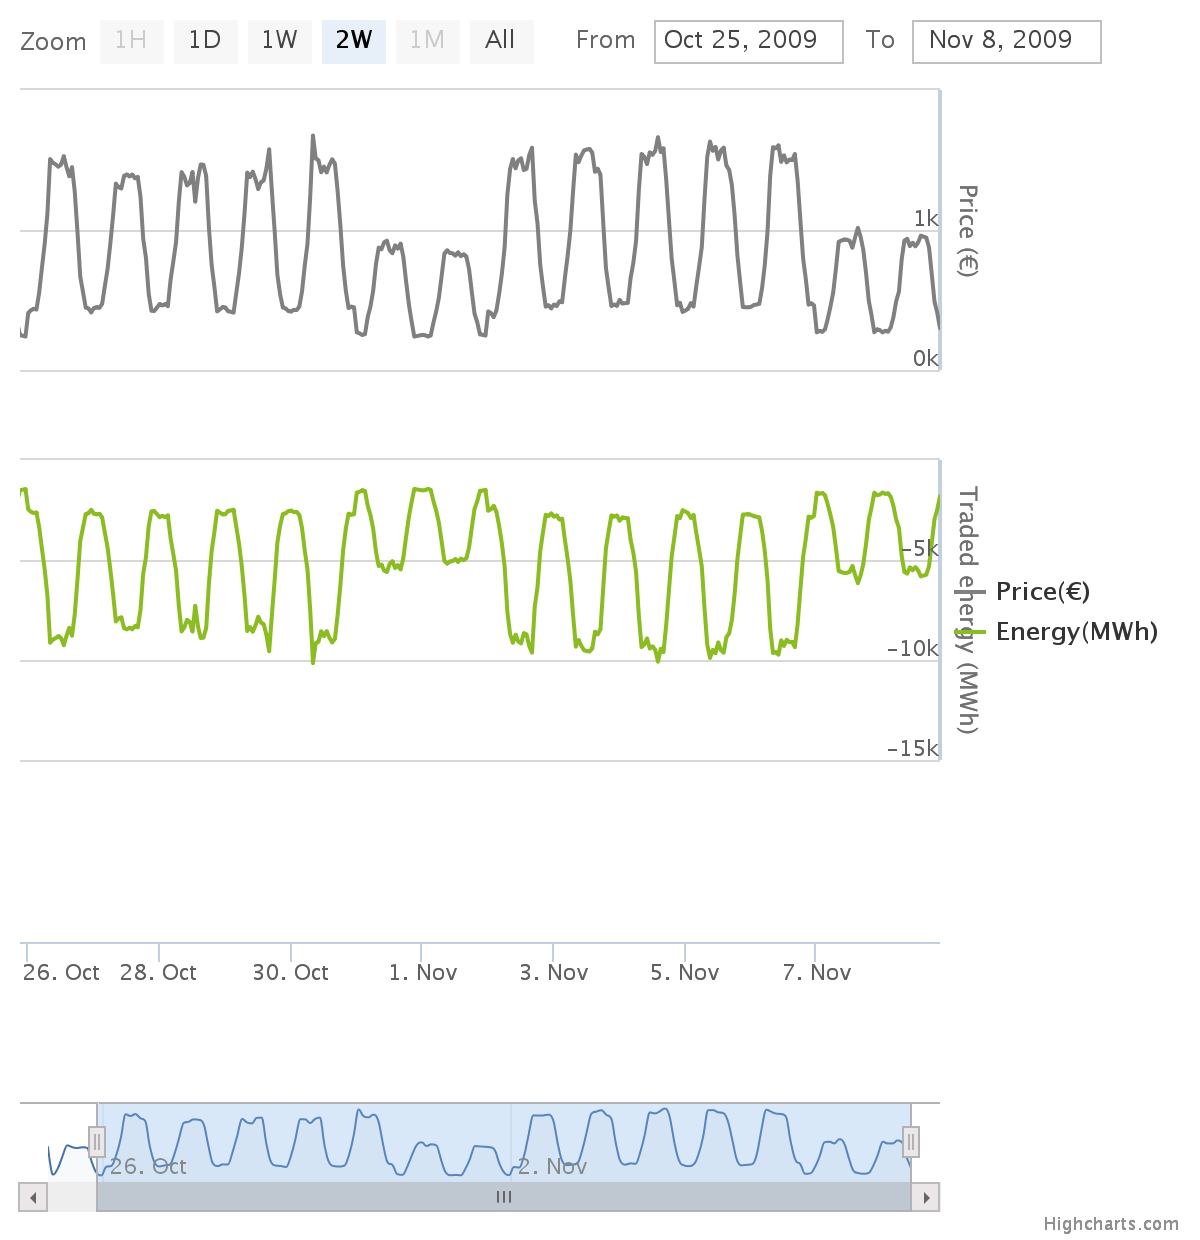 Zoom 1H 1D 1W 2W 1M All From Oct 25, 2009 To Nov 8, 2009
1k
Price (€)
0k
Traded energy (MWh)
-5k
Price(€)
Energy(MWh)
-10k
-15k
26. Oct 28. Oct 30. Oct 1. Nov 3. Nov 5. Nov 7. Nov
26. Oct 2. Nov
Highcharts.com